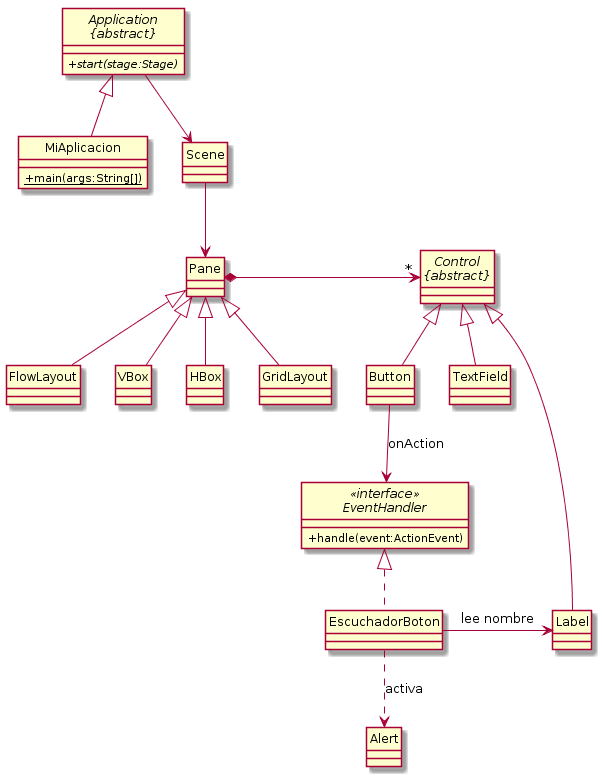 Application
{abstract}
+start(stage:Stage)
MiAplicacion
+main(args:String[])
Scene
Pane
*
Control
{abstract}
FlowLayout
VBox
HBox
GridLayout
Button
TextField
onAction
«interface»
EventHandler
+handle(event:ActionEvent)
EscuchadorBoton
lee nombre
Label
activa
Alert